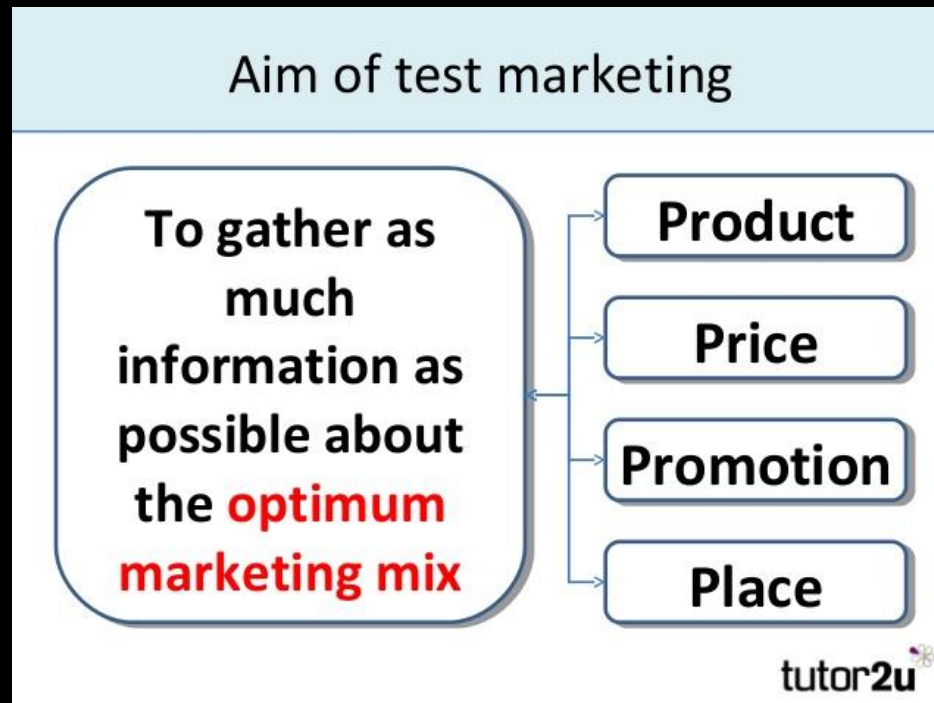 Aim of test marketing
To gather as
much
information as
possible about
the optimum
marketing mix
Product
Price
Promotion
Place
tutor2u